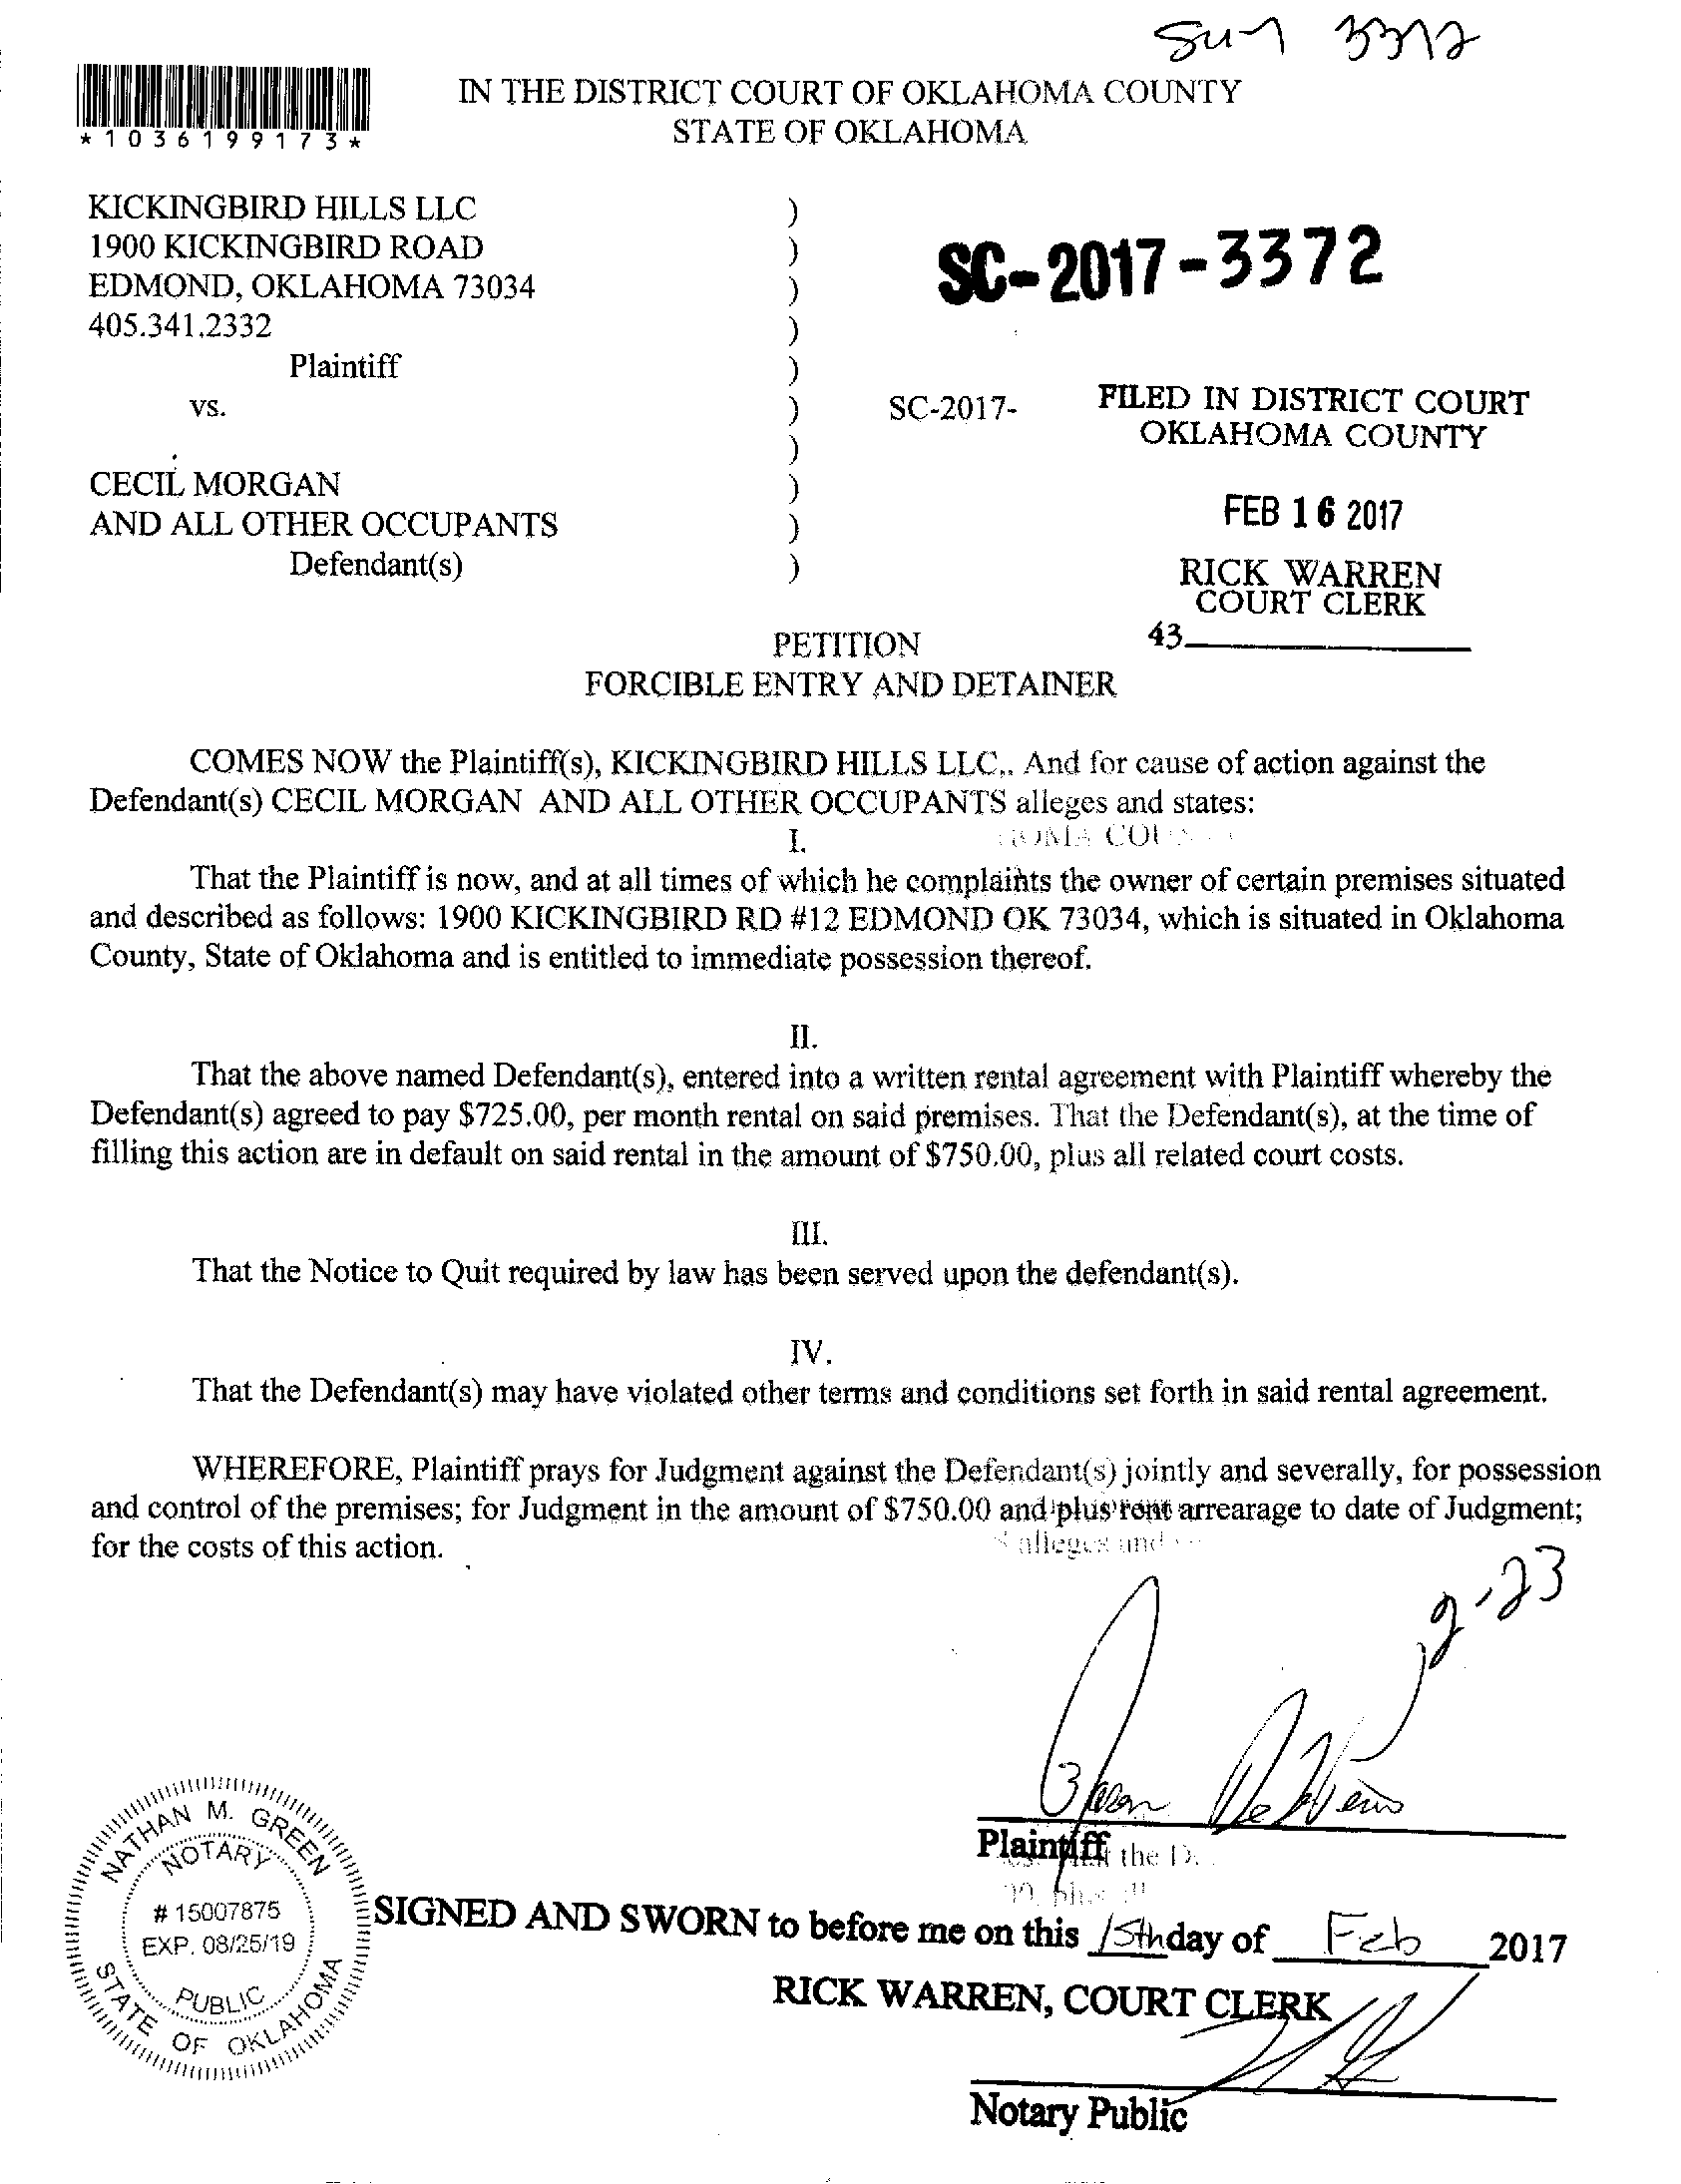 3372
*1036199173*
IN THE DISTRICT COURT OF OKLAHOMA COUNTY
STATE OF OKLAHOMA
KICKINGBIRD HILLS LLC )
1900 KICKINGBIRD ROAD )
EDMOND, OKLAHOMA 73034 )
405.341.2332 )
Plaintiff )
SC-2017-3372
vs. ) SC-2017-
)
FILED IN DISTRICT COURT
OKLAHOMA COUNTY
CECIL MORGAN )
AND ALL OTHER OCCUPANTS )
Defendant(s) )
FEB 16 2017
RICK WARREN
COURT CLERK
43
PETITION
FORCIBLE ENTRY AND DETAINER
COMES NOW the Plaintiff(s), KICKINGBIRD HILLS LLC,. And for cause of action against the
Defendant(s) CECIL MORGAN AND ALL OTHER OCCUPANTS alleges and states:
I.
That the Plaintiff is now, and at all times of which he complaints the owner of certain premises situated
and described as follows: 1900 KICKINGBIRD RD #12 EDMOND OK 73034, which is situated in Oklahoma
County, State of Oklahoma and is entitled to immediate possession thereof.
II.
That the above named Defendant(s), entered into a written rental agreement with Plaintiff whereby the
Defendant(s) agreed to pay $725.00, per month rental on said premises. That the Defendant(s), at the time of
filling this action are in default on said rental in the amount of $750.00, plus all related court costs.
III.
That the Notice to Quit required by law has been served upon the defendant(s).
IV.
That the Defendant(s) may have violated other terms and conditions set forth in said rental agreement.
WHEREFORE, Plaintiff prays for Judgment against the Defendant(s) jointly and severally, for possession
and control of the premises; for Judgment in the amount of $750.00 and plus rent arrearage to date of Judgment;
for the costs of this action.
alleges and
2-23
Plaintiff
the D
NATHAN M. GREEN
NOTARY
# 15007875
EXP. 08/25/19
PUBLIC
STATE OF OKLAHOMA
SIGNED AND SWORN to before me on this 15th day of Feb 2017
RICK WARREN, COURT CLERK
Notary Public